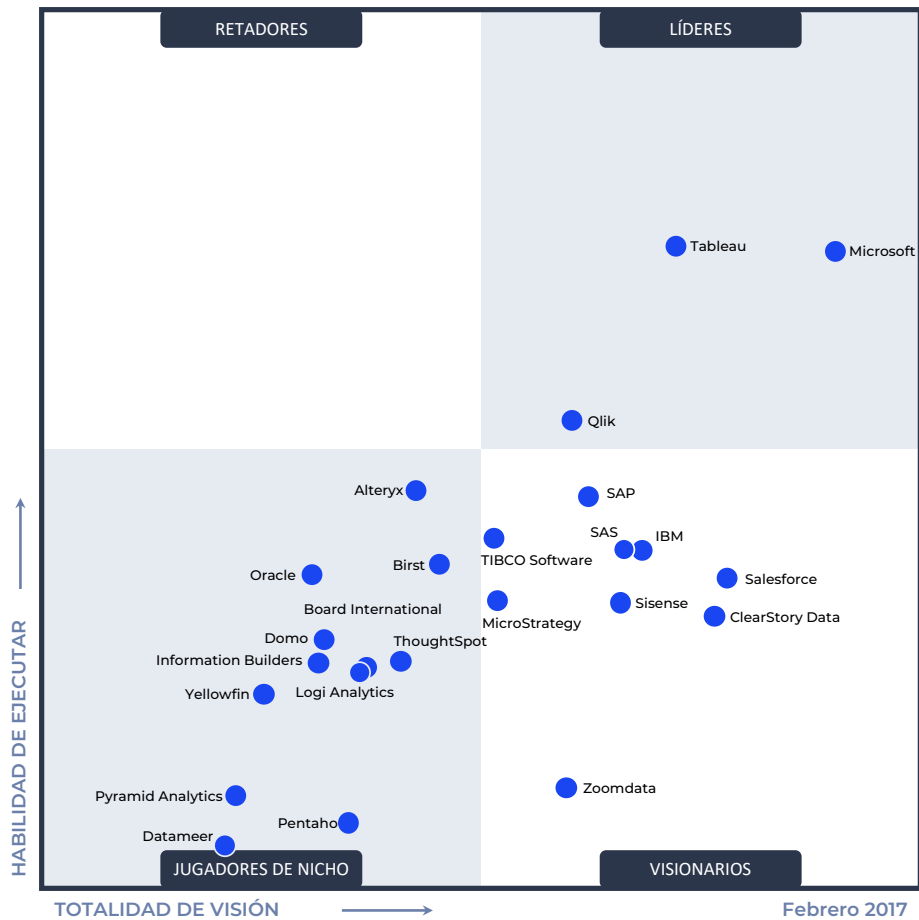 RETADORES
LÍDERES
Tableau
Microsoft
Qlik
Alteryx
SAP
SAS
IBM
TIBCO Software
Birst
Oracle
Salesforce
Board International
Sisense
MicroStrategy
ClearStory Data
Domo
ThoughtSpot
Information Builders
Logi Analytics
Yellowfin
Zoomdata
Pyramid Analytics
Pentaho
Datameer
JUGADORES DE NICHO
VISIONARIOS
HABILIDAD DE EJECUTAR
TOTALIDAD DE VISIÓN
Febrero 2017